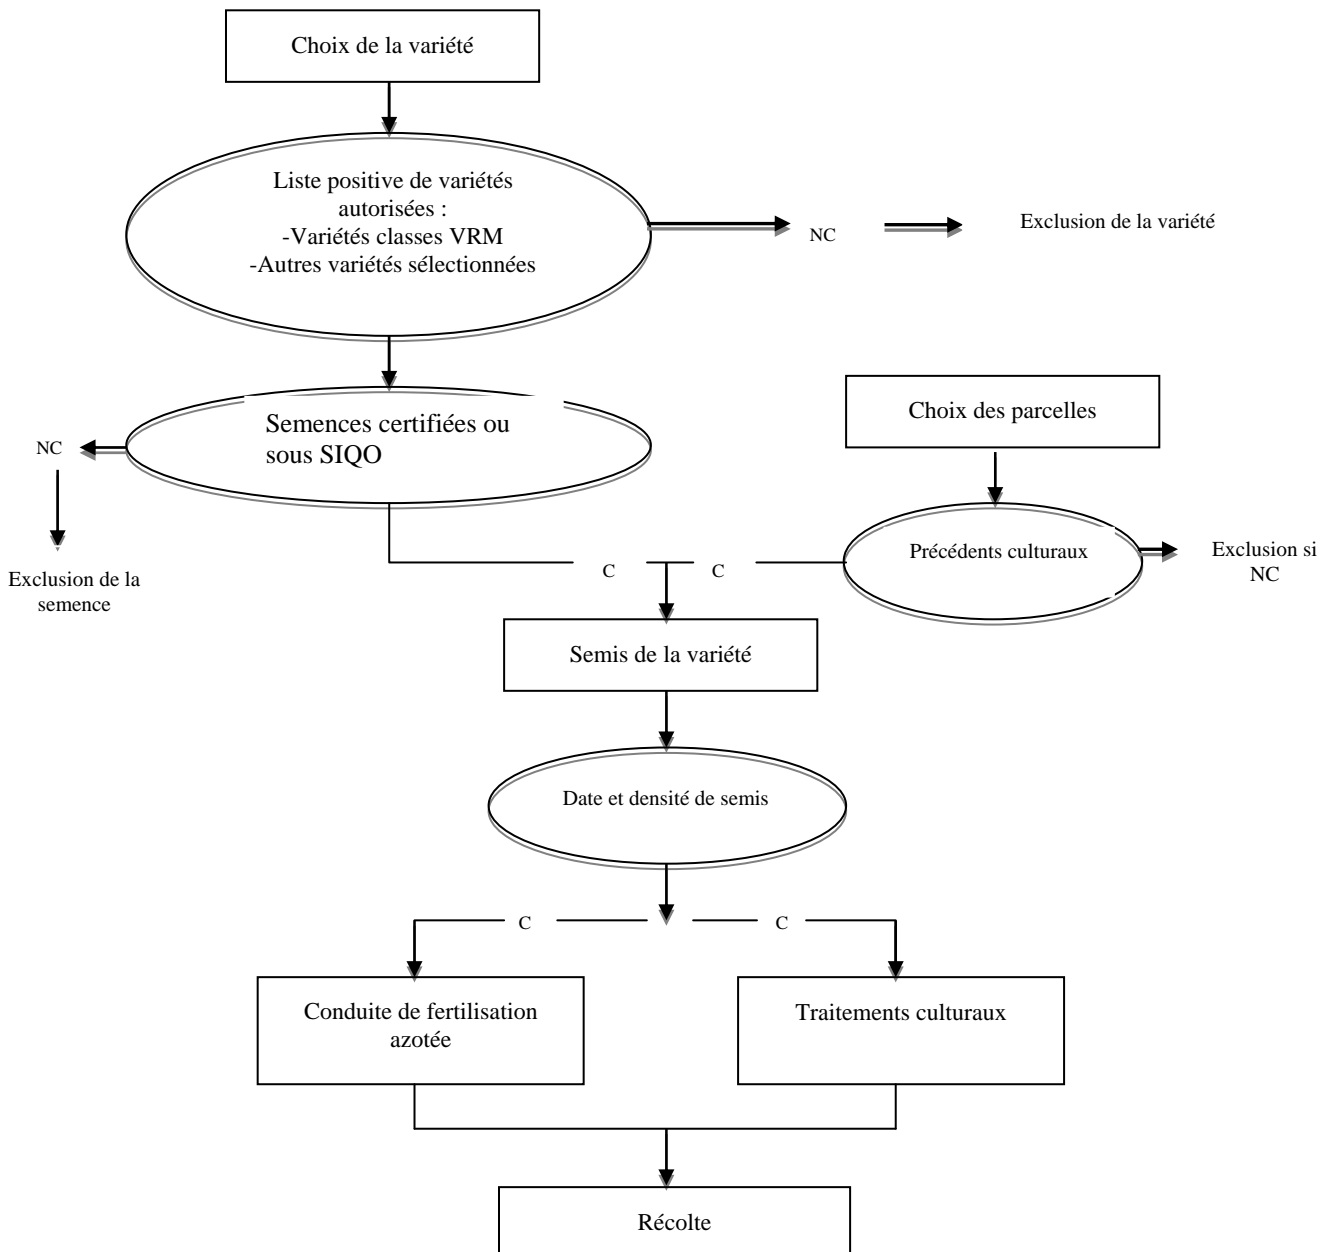 Choix de la variété
Liste positive de variétés
autorisées :
-Variétés classes VRM
-Autres variétés sélectionnées
NC
Exclusion de la variété
Semences certifiées ou
sous SIQO
NC
Exclusion de la
semence
Choix des parcelles
Précédents culturaux
Exclusion si
NC
C
C
Semis de la variété
Date et densité de semis
C
C
Conduite de fertilisation
azotée
Traitements culturaux
Récolte